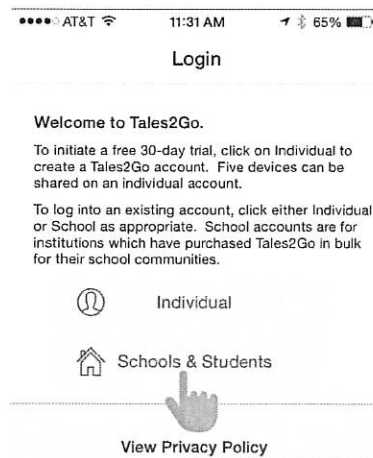 AT&T 11:31 AM 65%
Login
Welcome to Tales2Go.
To initiate a free 30-day trial, click on Individual to
create a Tales2Go account. Five devices can be
shared on an individual account.
To log into an existing account, click either Individual
or School as appropriate. School accounts are for
institutions which have purchased Tales2Go in bulk
for their school communities.
Individual
Schools & Students
View Privacy Policy